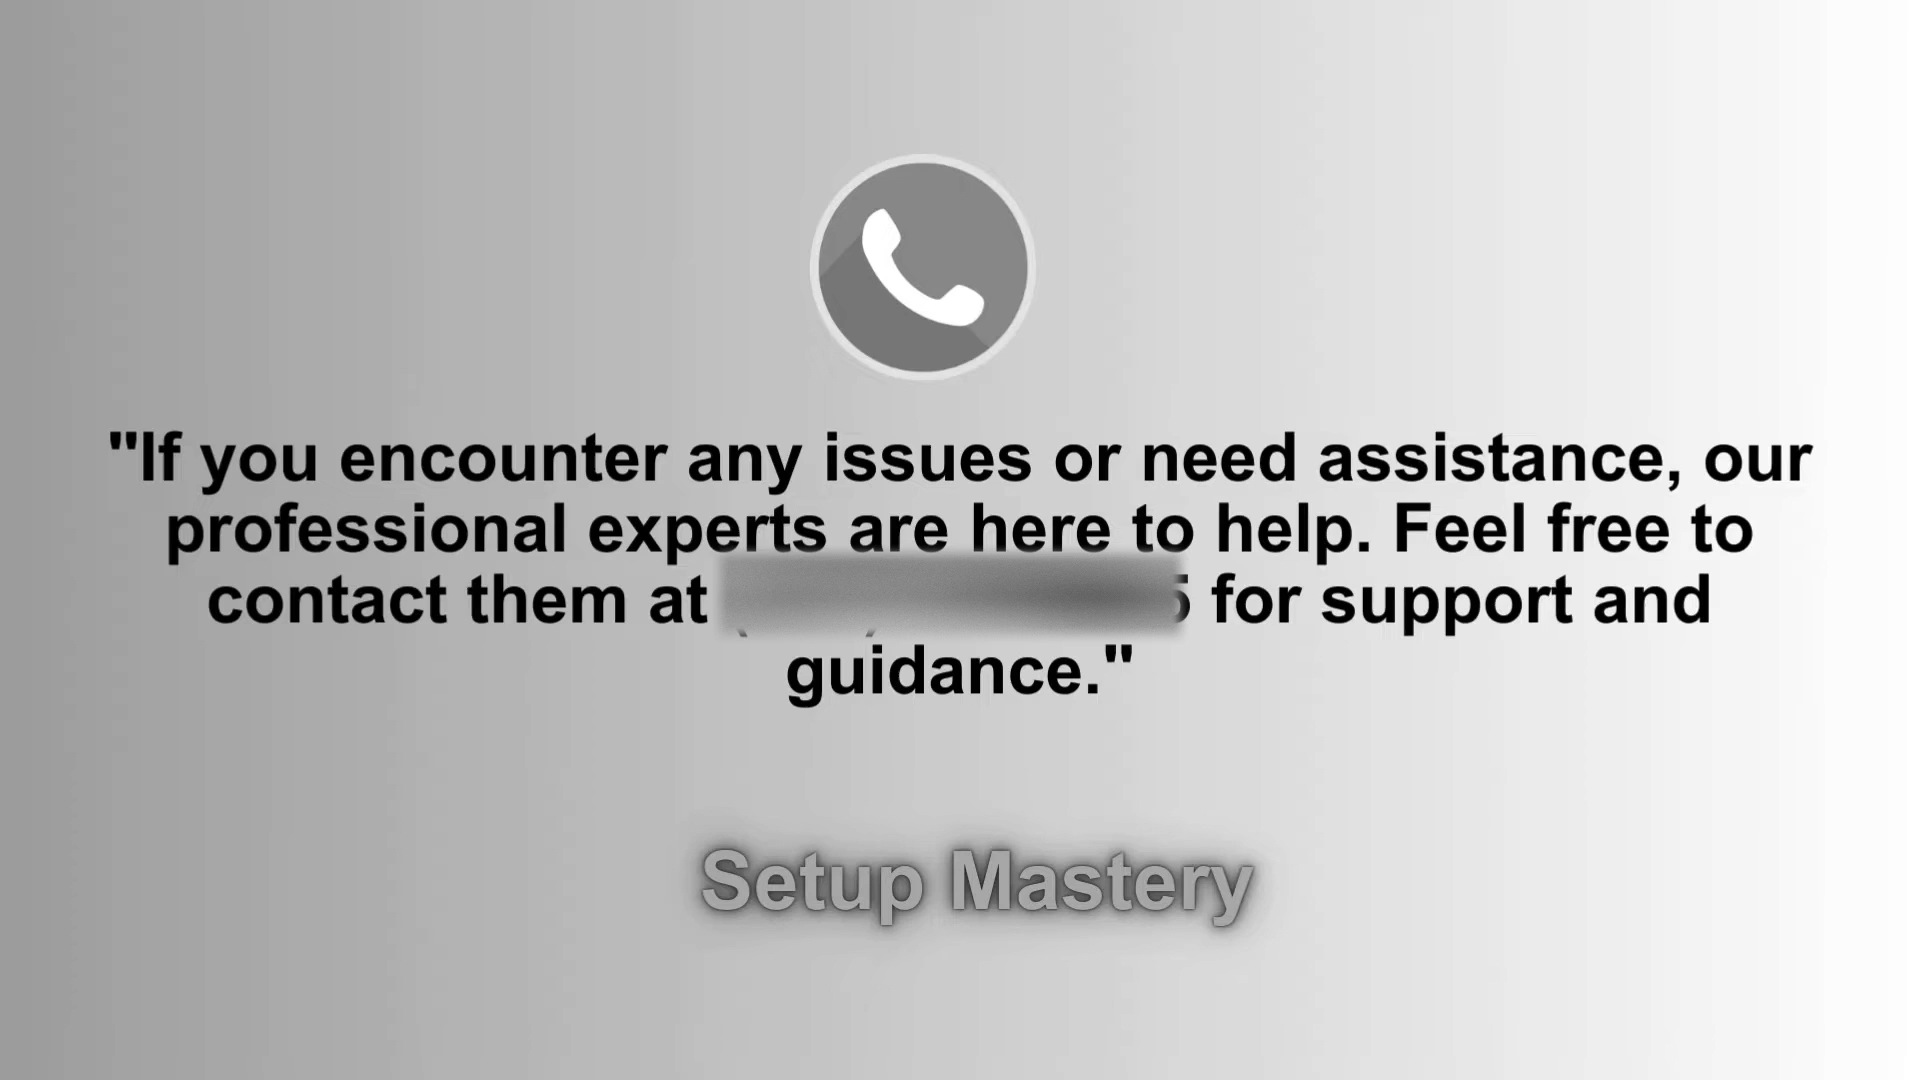 "If you encounter any issues or need assistance, our
professional experts are here to help. Feel free to
contact them at for support and
guidance."
Setup Mastery